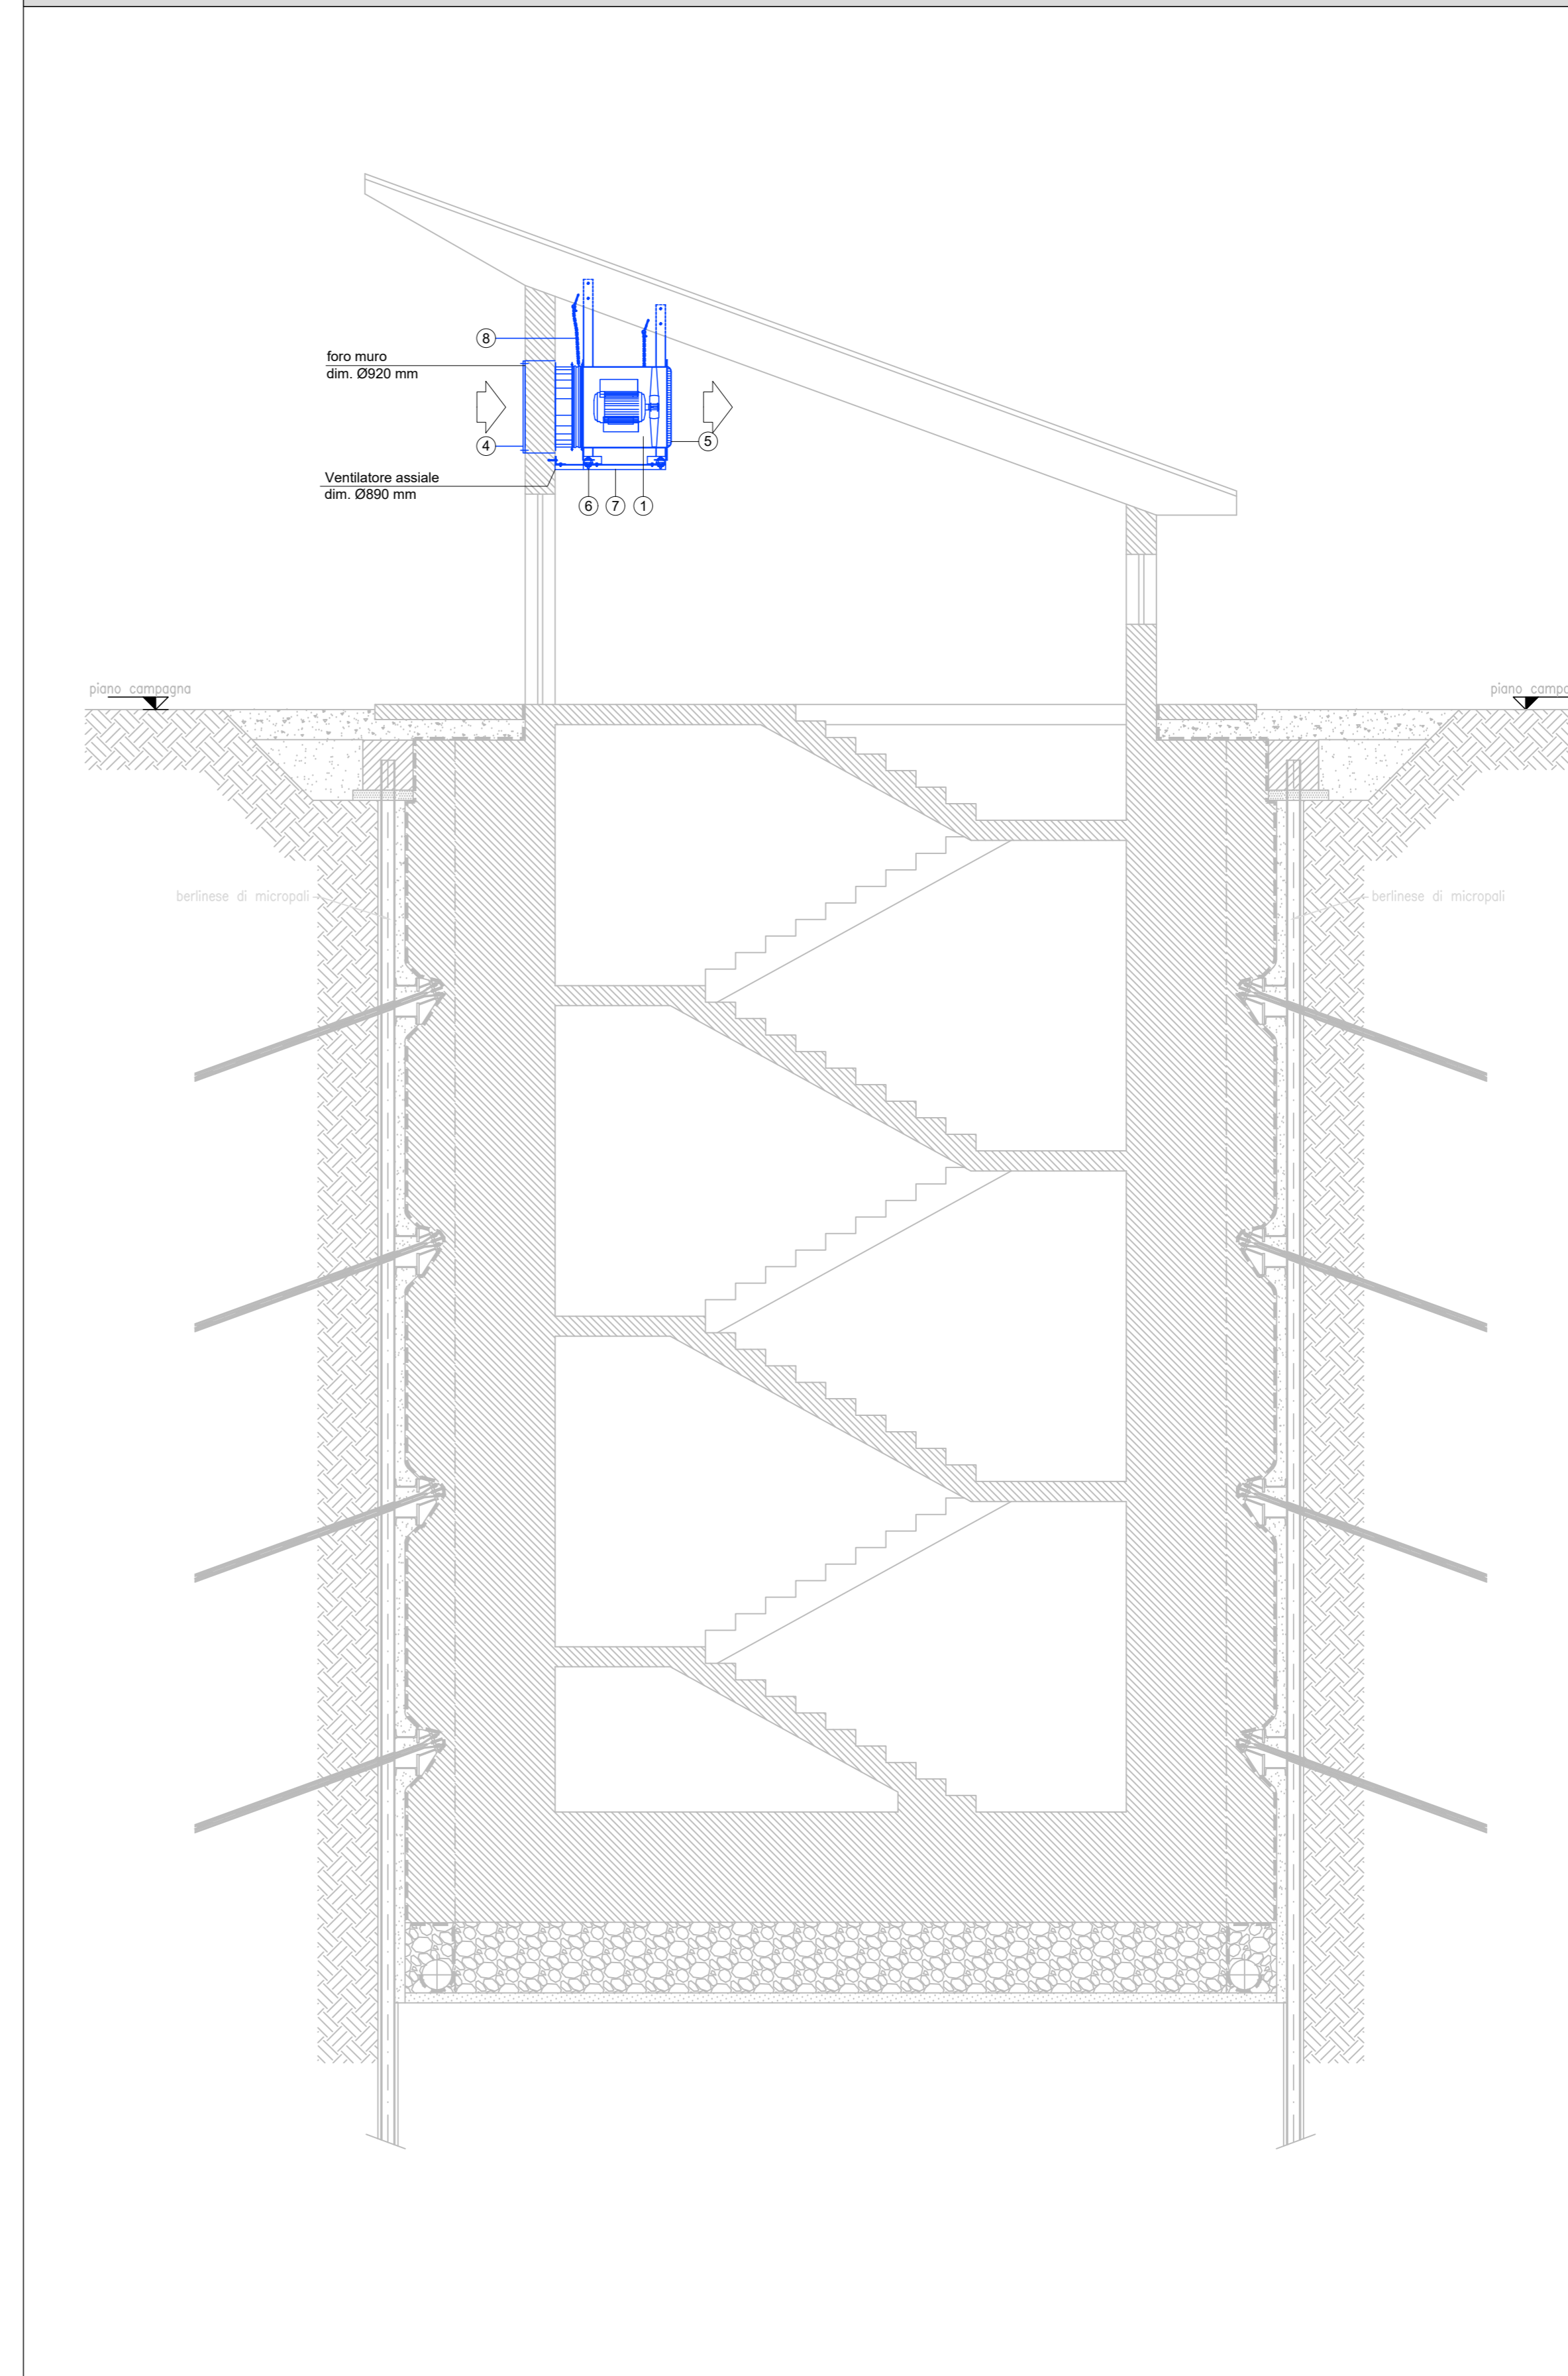 8
foro muro
dim. Ø920 mm
4
5
Ventilatore assiale
dim. Ø890 mm
6 7 1
piano campagna
piano campa
berlinese di micropali
berlinese di micropali